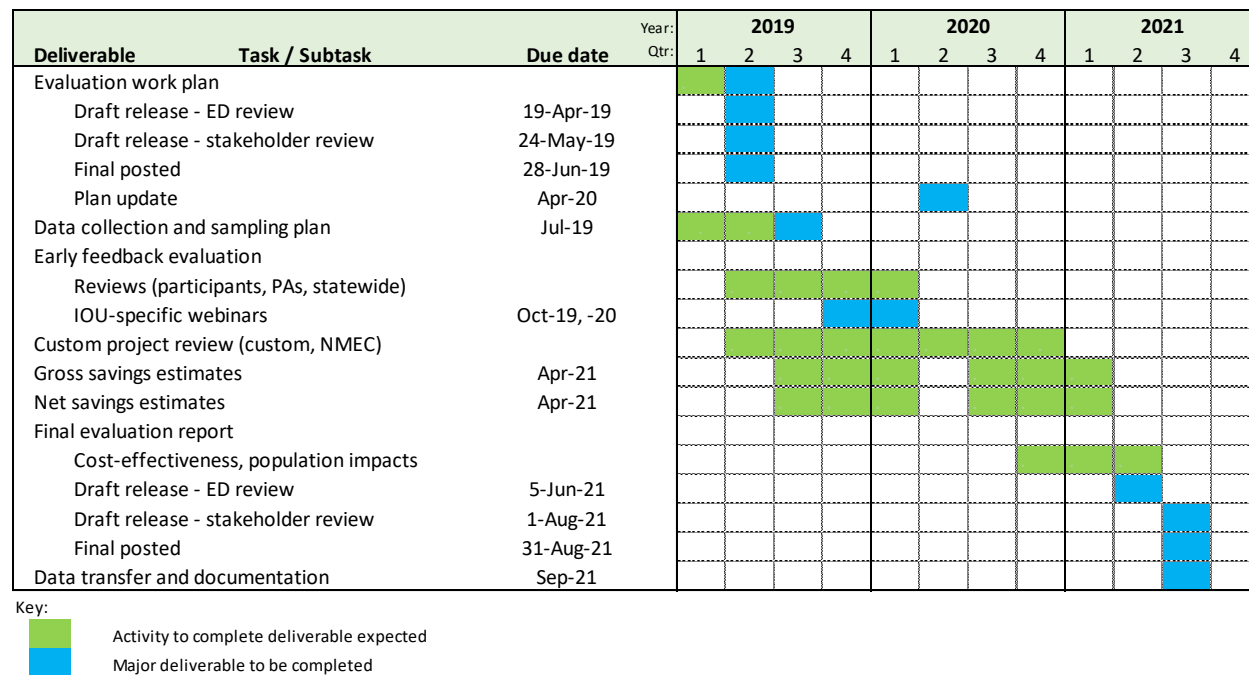 Year: 2019 2020 2021
Deliverable Task / Subtask Due date Qtr: 1 2 3 4 1 2 3 4 1 2 3 4
Evaluation work plan
Draft release - ED review 19-Apr-19
Draft release - stakeholder review 24-May-19
Final posted 28-Jun-19
Plan update Apr-20
Data collection and sampling plan Jul-19
Early feedback evaluation
Reviews (participants, PAs, statewide)
IOU-specific webinars Oct-19, -20
Custom project review (custom, NMEC)
Gross savings estimates Apr-21
Net savings estimates Apr-21
Final evaluation report
Cost-effectiveness, population impacts
Draft release - ED review 5-Jun-21
Draft release - stakeholder review 1-Aug-21
Final posted 31-Aug-21
Data transfer and documentation Sep-21
Key:
Activity to complete deliverable expected
Major deliverable to be completed